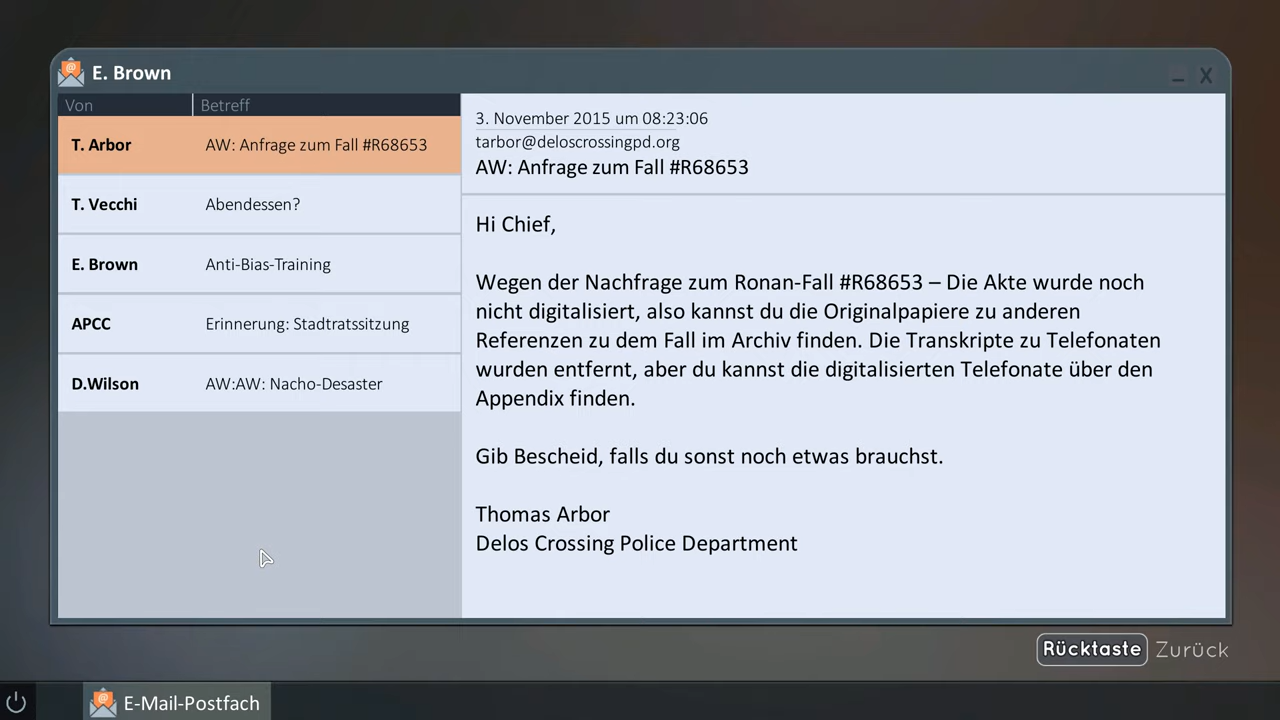 E. Brown
Von Betreff
T. Arbor AW: Anfrage zum Fall #R68653
T. Vecchi Abendessen?
E. Brown Anti-Bias-Training
APCC Erinnerung: Stadtratssitzung
D.Wilson AW:AW: Nacho-Desaster
3. November 2015 um 08:23:06
tarbor@deloscrossingpd.org
AW: Anfrage zum Fall #R68653
Hi Chief,
Wegen der Nachfrage zum Ronan-Fall #R68653 – Die Akte wurde noch
nicht digitalisiert, also kannst du die Originalpapiere zu anderen
Referenzen zu dem Fall im Archiv finden. Die Transkripte zu Telefonaten
wurden entfernt, aber du kannst die digitalisierten Telefonate über den
Appendix finden.
Gib Bescheid, falls du sonst noch etwas brauchst.
Thomas Arbor
Delos Crossing Police Department
Rücktaste Zurück
E-Mail-Postfach